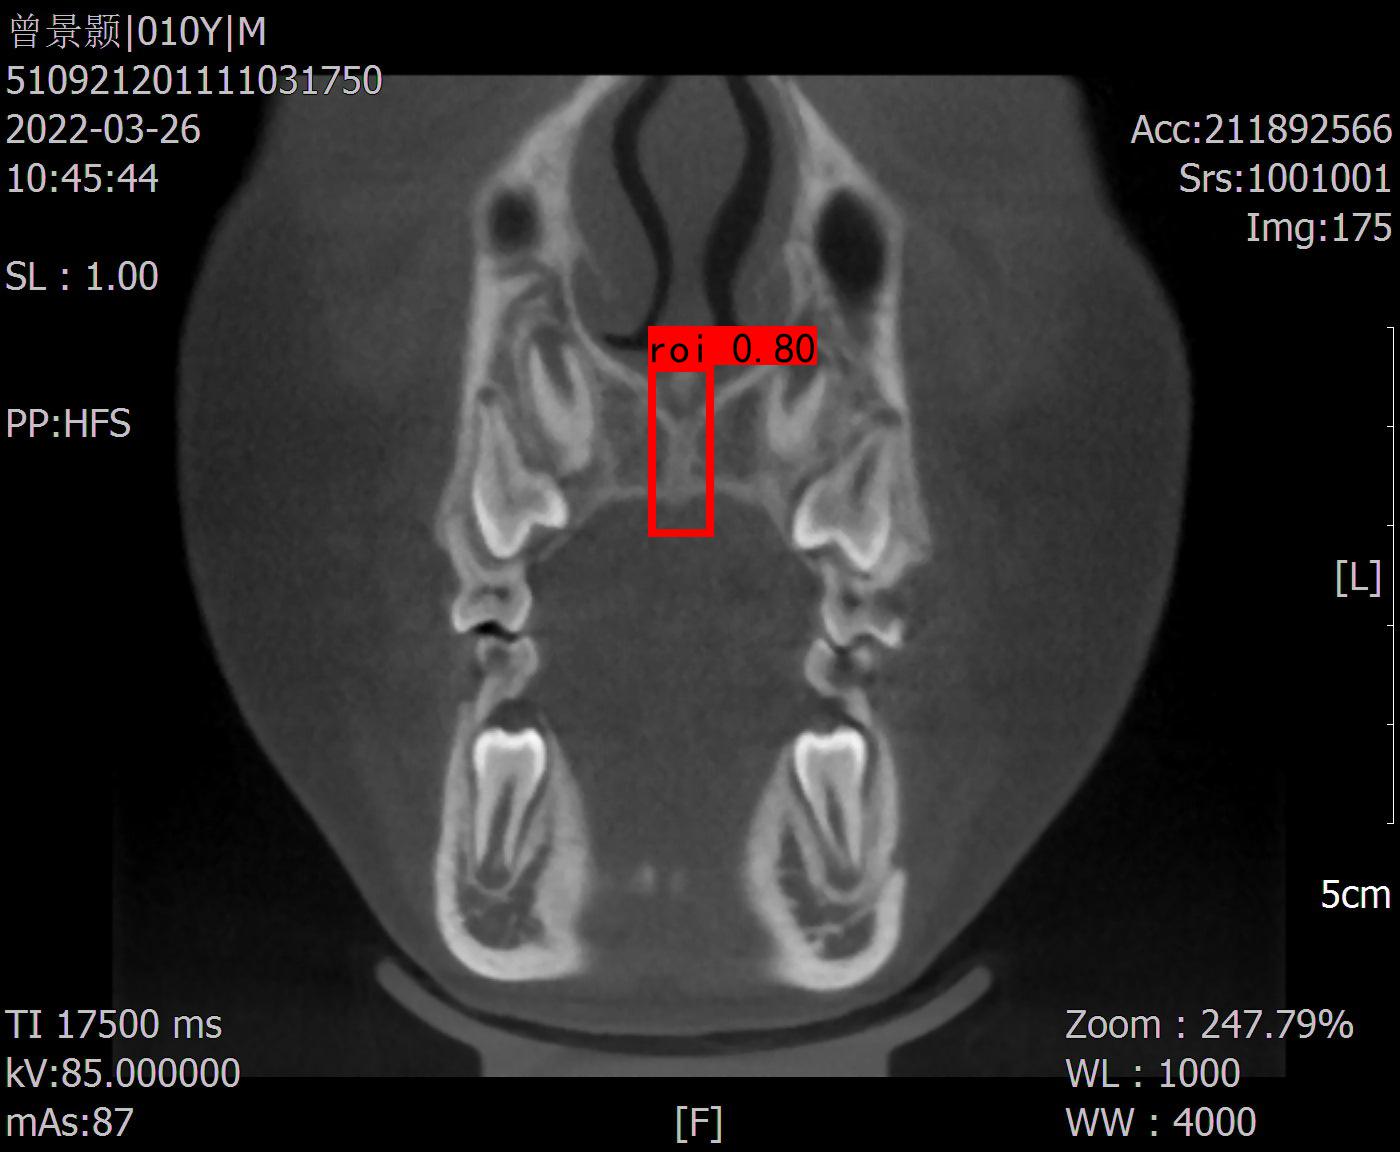 曾景颢|010Y|M
510921201111031750
2022-03-26
10:45:44
SL : 1.00
PP:HFS
Acc:211892566
Srs:1001001
Img:175
roi 0.80
[L]
5cm
TI 17500 ms
kV:85.000000
mAs:87
[F]
Zoom : 247.79%
WL : 1000
WW : 4000